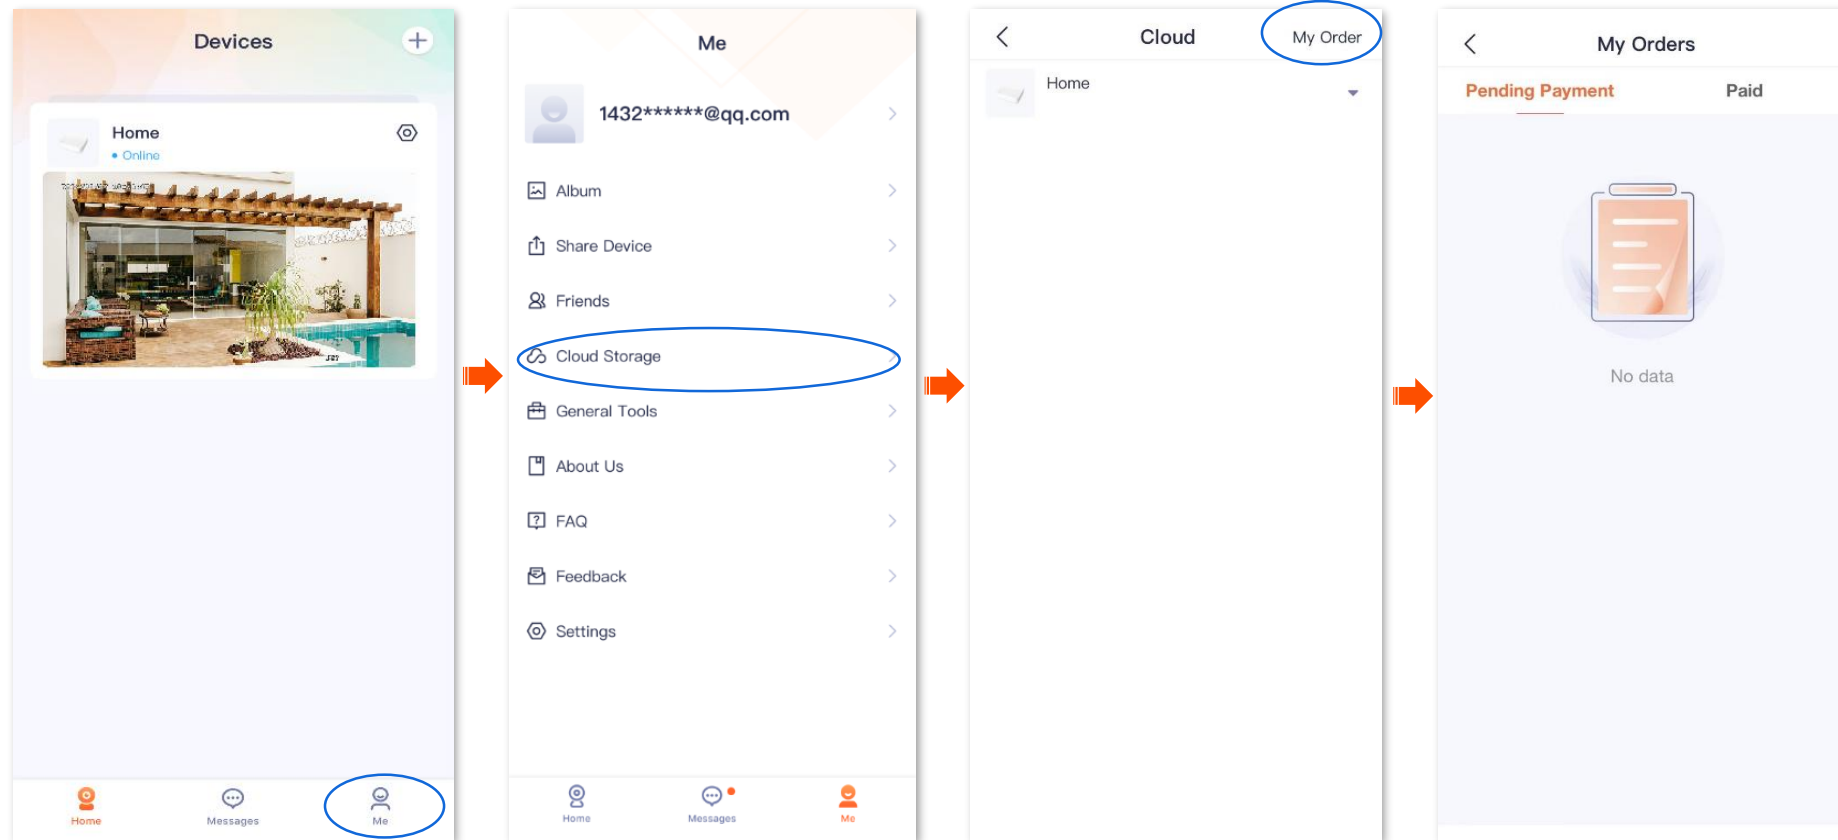 Devices
Home
Online
Home
Messages
Me
Me
1432******@qq.com
Album
Share Device
Friends
Cloud Storage
General Tools
About Us
FAQ
Feedback
Settings
Home
Messages
Me
Cloud
My Order
Home
My Orders
Pending Payment
Paid
No data